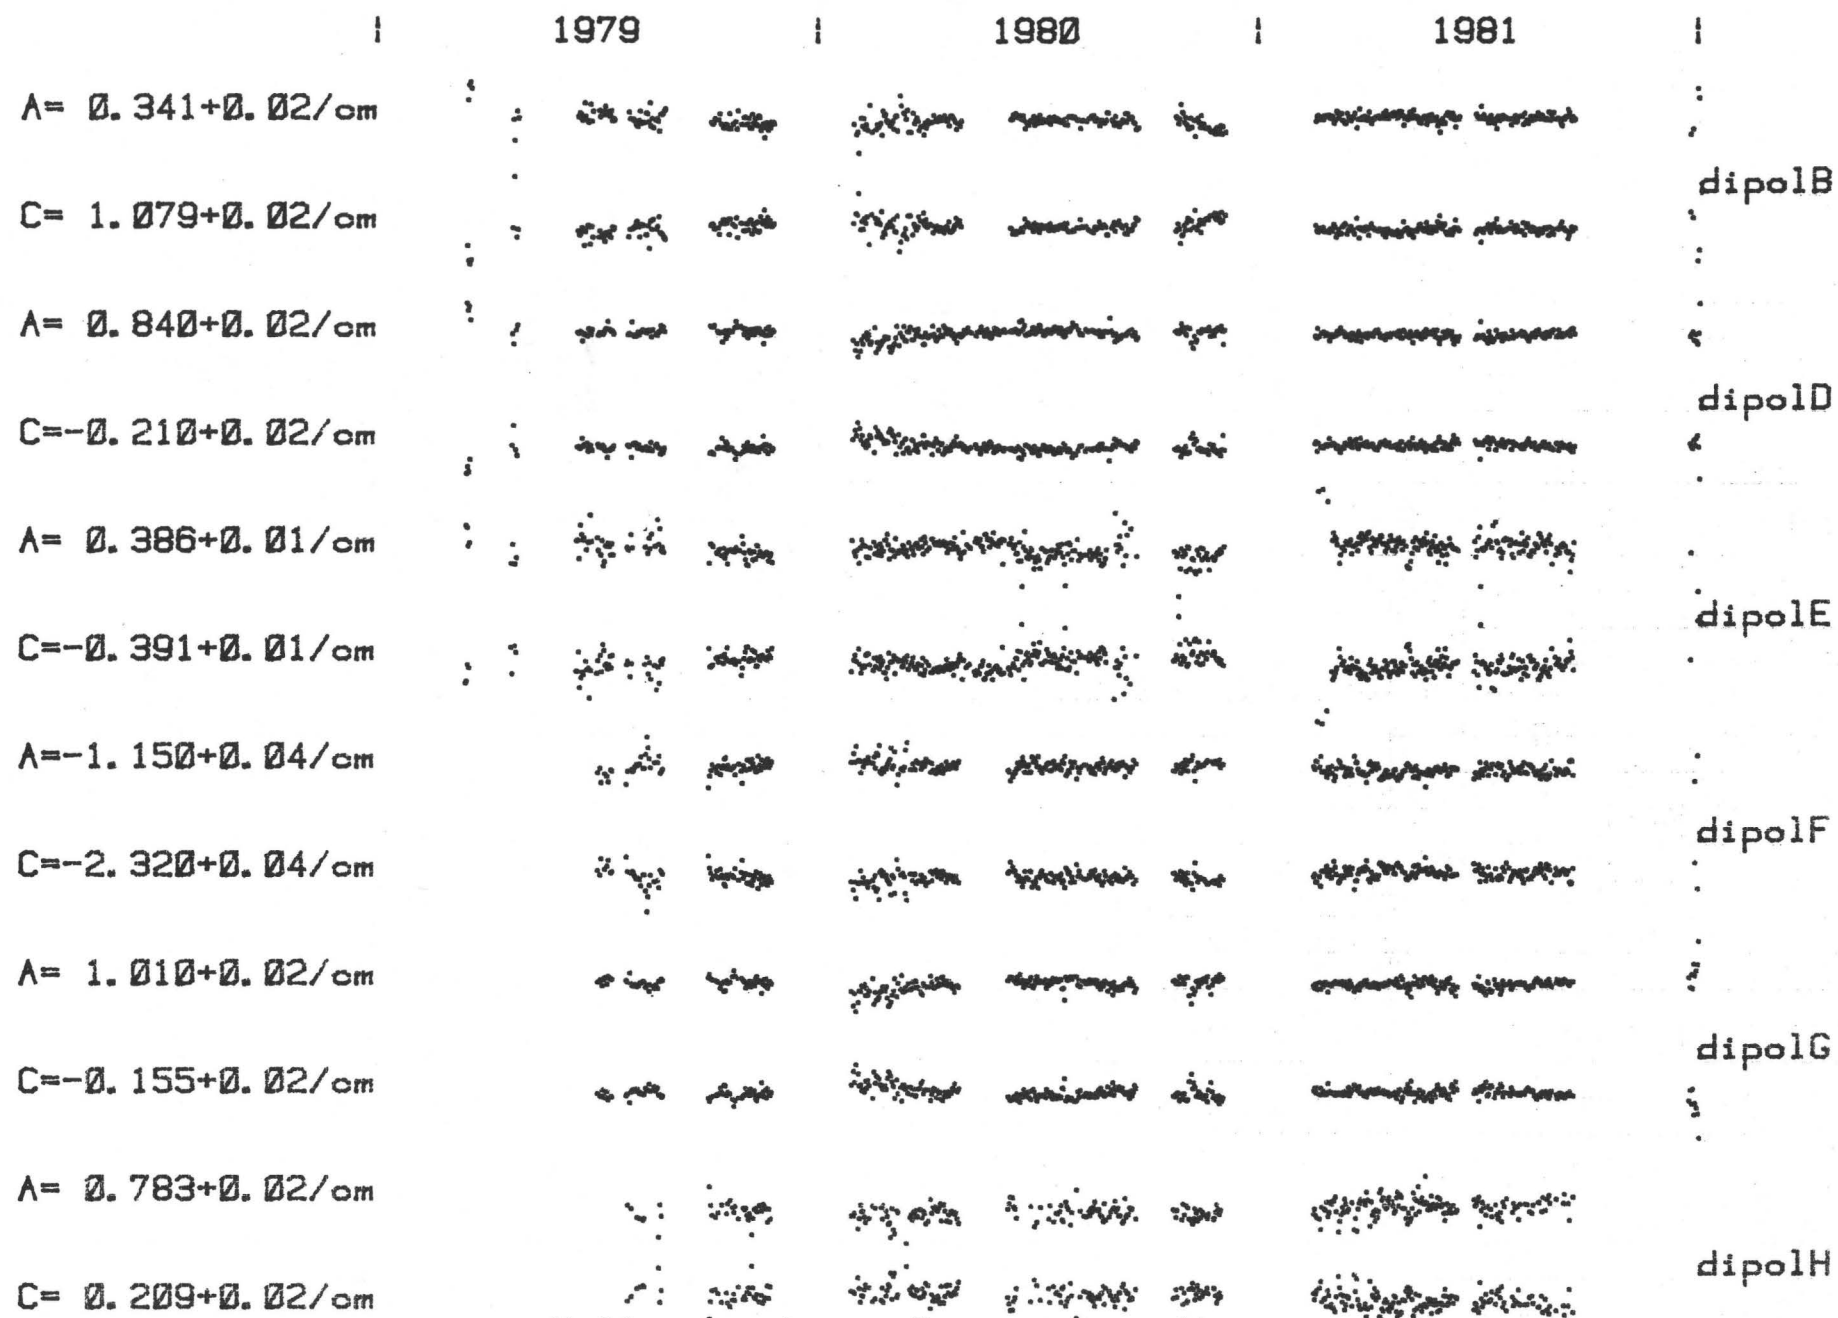 1979 1980 1981
A= 0.341+0.02/cm
dipolB
C= 1.079+0.02/cm
A= 0.840+0.02/cm
dipolD
C=-0.210+0.02/cm
A= 0.386+0.01/cm
dipolE
C=-0.391+0.01/cm
A=-1.150+0.04/cm
dipolF
C=-2.320+0.04/cm
A= 1.010+0.02/cm
dipolG
C=-0.155+0.02/cm
A= 0.783+0.02/cm
dipolH
C= 0.209+0.02/cm